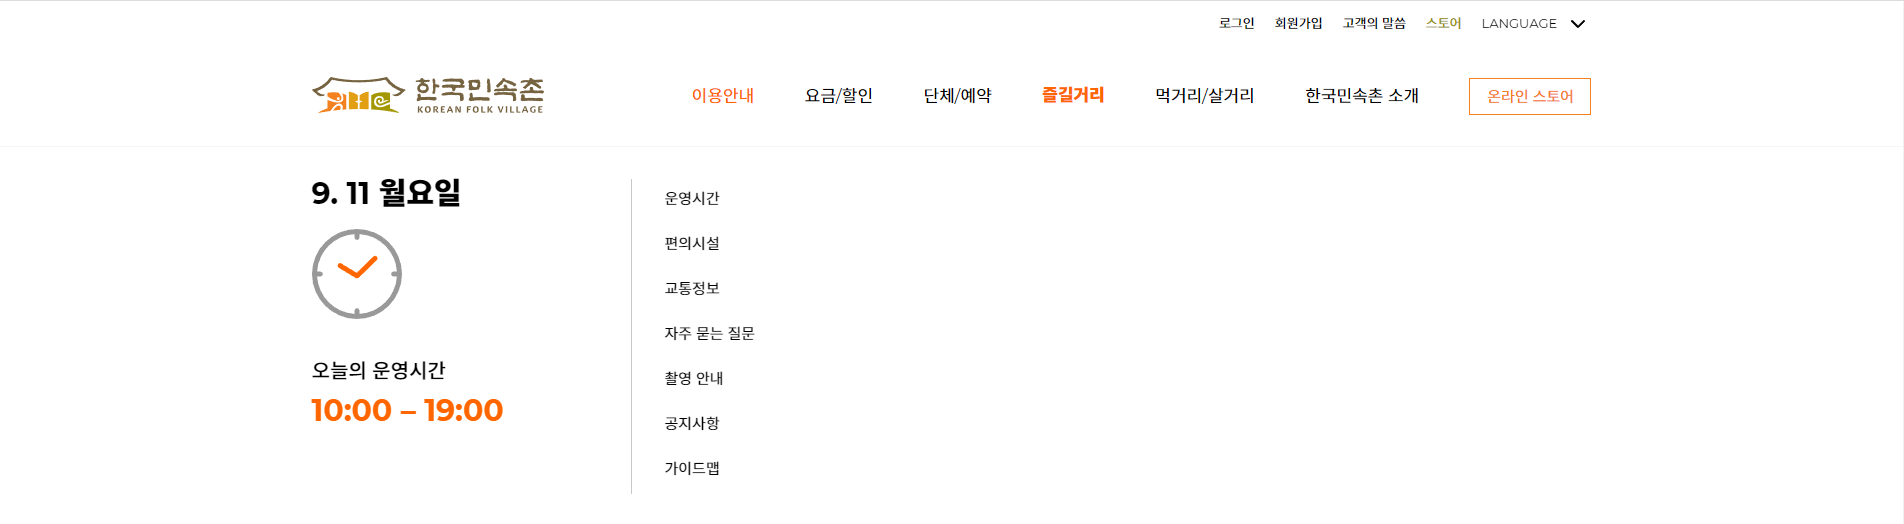 로그인 회원가입 고객의 말씀 스토어 LANGUAGE
한국민속촌
KOREAN FOLK VILLAGE
이용안내 요금/할인 단체/예약 즐길거리 먹거리/살거리 한국민속촌 소개 온라인 스토어
9. 11 월요일
오늘의 운영시간
10:00 – 19:00
운영시간
편의시설
교통정보
자주 묻는 질문
촬영 안내
공지사항
가이드맵